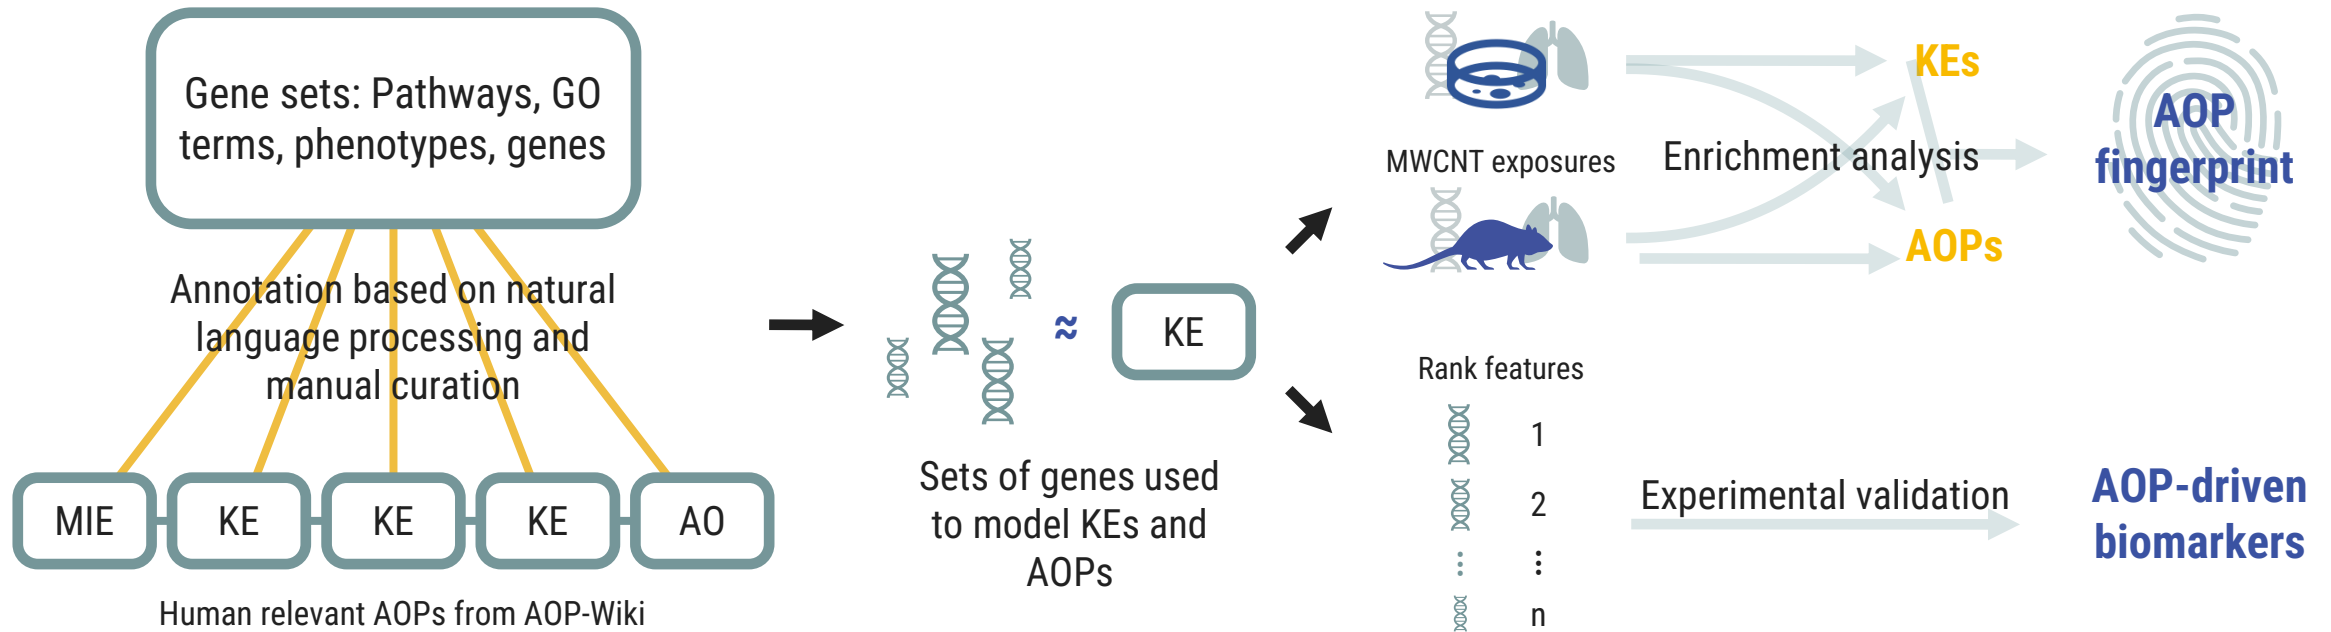 Gene sets: Pathways, GO
terms, phenotypes, genes
Annotation based on natural
language processing and
manual curation
MIE
KE
KE
KE
AO
Human relevant AOPs from AOP-Wiki
Sets of genes used
to model KEs and
AOPs
≈
KE
MWCNT exposures
Enrichment analysis
KEs
AOPs
AOP
fingerprint
Rank features
1
2
⋮
n
Experimental validation
AOP-driven
biomarkers